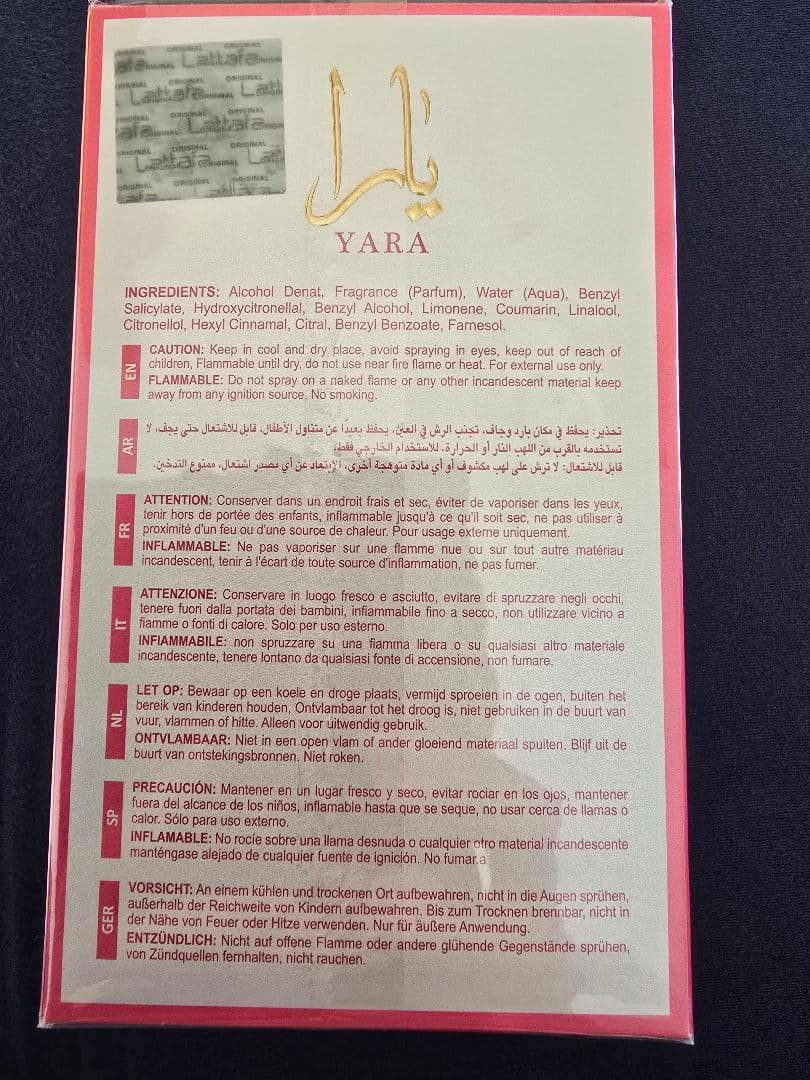 ORIGINAL ORIGINAL
ORIGINAL Lattafa ORIGINAL
ORIGINAL ORIGINAL ORIGINAL
Lattafa ORIGINAL Latt
ORIGINAL ORIGINAL
afa ORIGINAL Lattafa ORIGIN
ORIGINAL ORIGINAL ORIGINAL
Lattafa ORIGINAL
ORIGINAL ORIGINAL ORIGINAL
يارا
YARA
INGREDIENTS: Alcohol Denat, Fragrance (Parfum), Water (Aqua), Benzyl
Salicylate, Hydroxycitronellal, Benzyl Alcohol, Limonene, Coumarin, Linalool,
Citronellol, Hexyl Cinnamal, Citral, Benzyl Benzoate, Farnesol.
EN
CAUTION: Keep in cool and dry place, avoid spraying in eyes, keep out of reach of
children, Flammable until dry, do not use near fire flame or heat. For external use only.
FLAMMABLE: Do not spray on a naked flame or any other incandescent material keep
away from any ignition source. No smoking.
AR
تحذير: يحفظ في مكان بارد وجاف، تجنب الرش في العين، يحفظ بعيداً عن متناول الأطفال، قابل للاشتعال حتى يجف، لا
تستخدمه بالقرب من اللهب النار أو الحرارة. للاستخدام الخارجي فقط.
قابل للاشتعال: لا ترش على لهب مكشوف أو أي مادة متوهجة أخرى، الإبتعاد عن أي مصدر اشتعال، ممنوع التدخين.
FR
ATTENTION: Conserver dans un endroit frais et sec, éviter de vaporiser dans les yeux,
tenir hors de portée des enfants, inflammable jusqu'à ce qu'il soit sec, ne pas utiliser à
proximité d'un feu ou d'une source de chaleur. Pour usage externe uniquement.
INFLAMMABLE: Ne pas vaporiser sur une flamme nue ou sur tout autre matériau
incandescent, tenir à l'écart de toute source d'inflammation, ne pas fumer.
IT
ATTENZIONE: Conservare in luogo fresco e asciutto, evitare di spruzzare negli occhi,
tenere fuori dalla portata dei bambini, infiammabile fino a secco, non utilizzare vicino a
fiamme o fonti di calore. Solo per uso esterno.
INFIAMMABILE: non spruzzare su una fiamma libera o su qualsiasi altro materiale
incandescente, tenere lontano da qualsiasi fonte di accensione, non fumare.
NL
LET OP: Bewaar op een koele en droge plaats, vermijd sproeien in de ogen, buiten het
bereik van kinderen houden, Ontvlambaar tot het droog is, niet gebruiken in de buurt van
vuur, vlammen of hitte. Alleen voor uitwendig gebruik.
ONTVLAMBAAR: Niet in een open vlam of ander gloeiend materiaal spuiten. Blijf uit de
buurt van ontstekingsbronnen. Niet roken.
SP
PRECAUCIÓN: Mantener en un lugar fresco y seco, evitar rociar en los ojos, mantener
fuera del alcance de los niños, inflamable hasta que se seque, no usar cerca de llamas o
calor. Sólo para uso externo.
INFLAMABLE: No rocíe sobre una llama desnuda o cualquier otro material incandescente
manténgase alejado de cualquier fuente de ignición. No fumar.a
GER
VORSICHT: An einem kühlen und trockenen Ort aufbewahren, nicht in die Augen sprühen,
außerhalb der Reichweite von Kindern aufbewahren. Bis zum Trocknen brennbar, nicht in
der Nähe von Feuer oder Hitze verwenden. Nur für äußere Anwendung.
ENTZÜNDLICH: Nicht auf offene Flamme oder andere glühende Gegenstände sprühen,
von Zündquellen fernhalten, nicht rauchen.